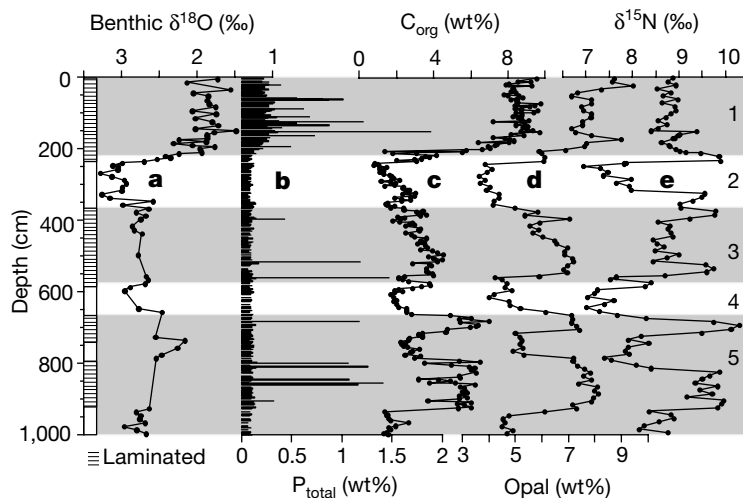 Benthic δ18O (‰) Corg (wt%) δ15N (‰)
3 2 1 0 4 8 7 8 9 10
0
200
400
600
800
1,000
Depth (cm)
a b c d e
1
2
3
4
5
Laminated
0 0.5 1 1.5 2 3 5 7 9
Ptotal (wt%) Opal (wt%)